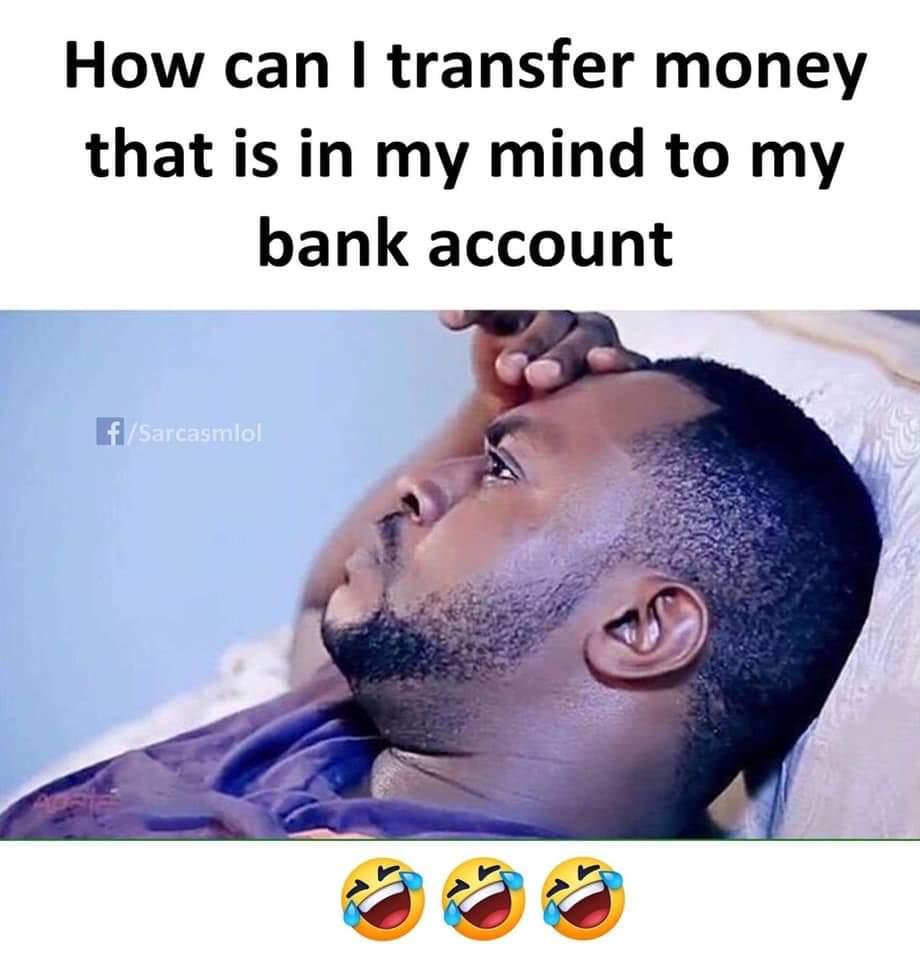 How can I transfer money
that is in my mind to my
bank account
f/Sarcasmlol